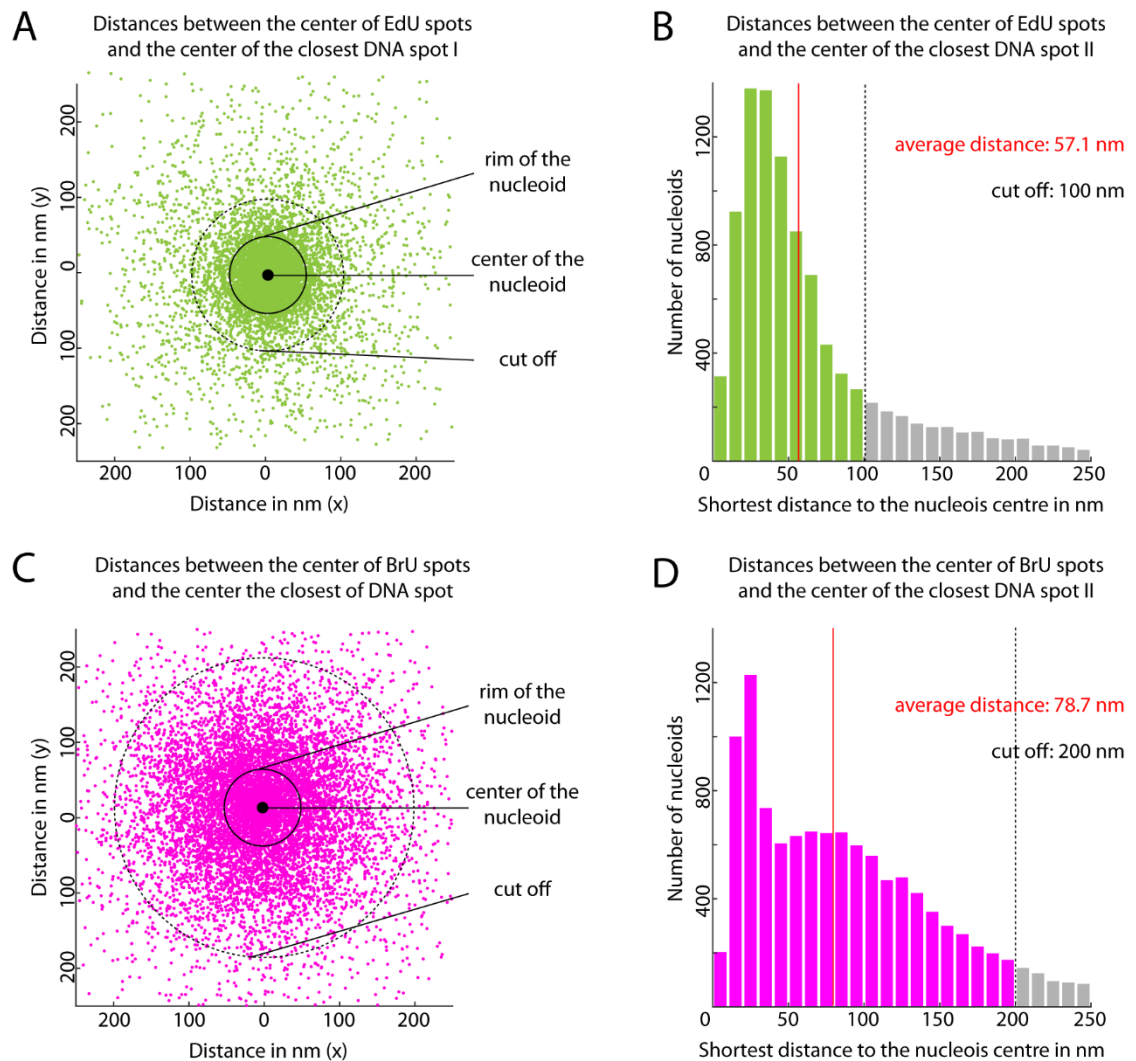 A
Distances between the center of EdU spots
and the center of the closest DNA spot I
200
100
0
100
200
Distance in nm (y)
rim of the
nucleoid
center of the
nucleoid
cut off
200
100
0
100
200
Distance in nm (x)
B
Distances between the center of EdU spots
and the center of the closest DNA spot II
1200
800
400
Number of nucleoids
average distance: 57.1 nm
cut off: 100 nm
0
50
100
150
200
250
Shortest distance to the nucleois centre in nm
C
Distances between the center of BrU spots
and the center the closest of DNA spot
200
100
0
100
200
Distance in nm (y)
rim of the
nucleoid
center of the
nucleoid
cut off
200
100
0
100
200
Distance in nm (x)
D
Distances between the center of BrU spots
and the center of the closest DNA spot II
1200
800
400
Number of nucleoids
average distance: 78.7 nm
cut off: 200 nm
0
50
100
150
200
250
Shortest distance to the nucleois centre in nm